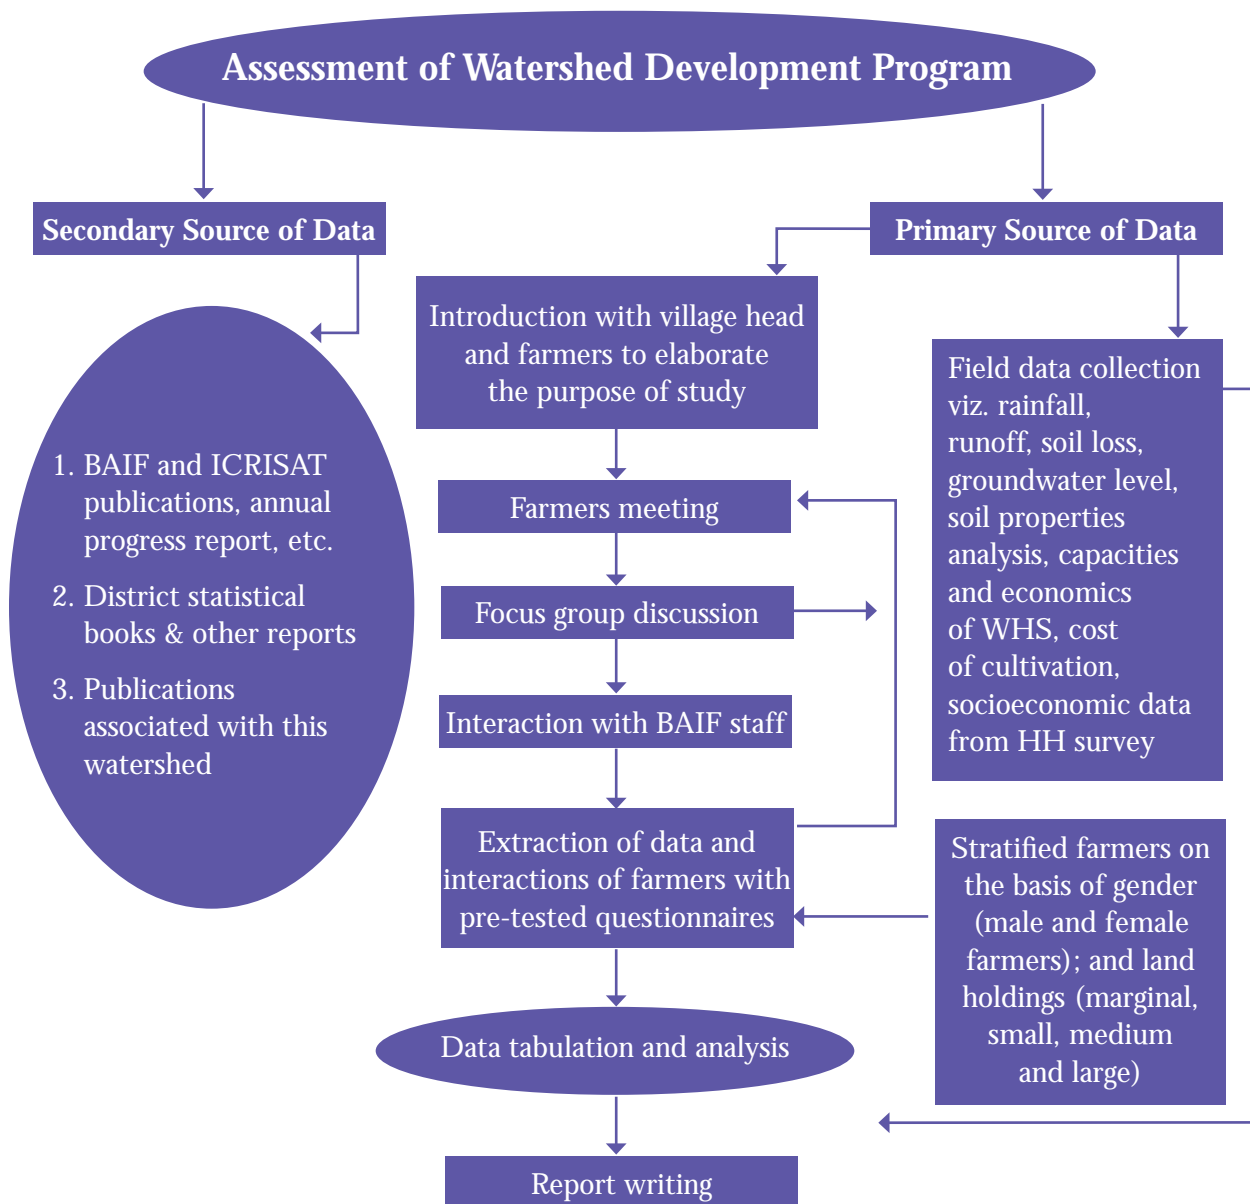 Assessment of Watershed Development Program
Secondary Source of Data
Primary Source of Data
1. BAIF and ICRISAT
publications, annual
progress report, etc.
2. District statistical
books & other reports
3. Publications
associated with this
watershed
Introduction with village head
and farmers to elaborate
the purpose of study
Farmers meeting
Focus group discussion
Interaction with BAIF staff
Extraction of data and
interactions of farmers with
pre-tested questionnaires
Data tabulation and analysis
Report writing
Field data collection
viz. rainfall,
runoff, soil loss,
groundwater level,
soil properties
analysis, capacities
and economics
of WHS, cost
of cultivation,
socioeconomic data
from HH survey
Stratified farmers on
the basis of gender
(male and female
farmers); and land
holdings (marginal,
small, medium
and large)